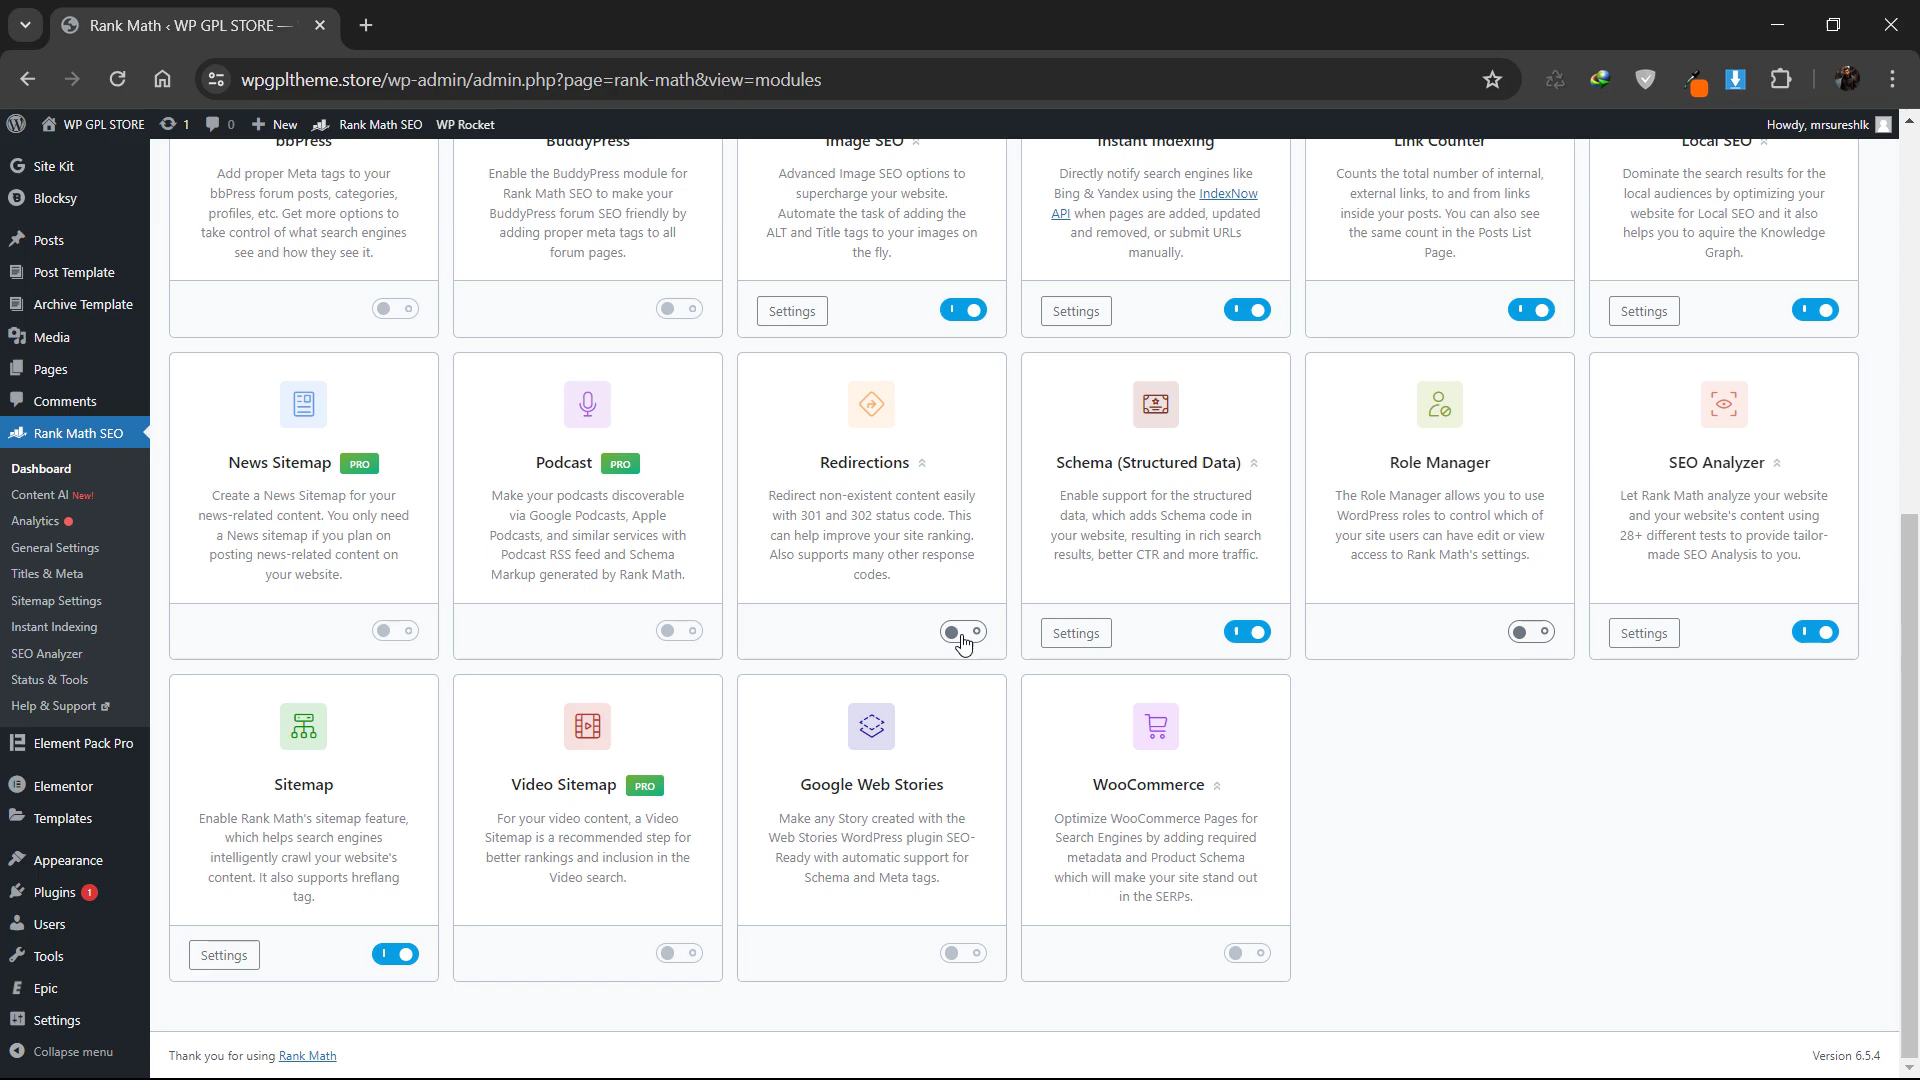 Rank Math ‹ WP GPL STORE —
wpgpltheme.store/wp-admin/admin.php?page=rank-math&view=modules
WP GPL STORE 1 0 New Rank Math SEO WP Rocket Howdy, mrsureshlk
Site Kit
Blocksy
Posts
Post Template
Archive Template
Media
Pages
Comments
Rank Math SEO
Dashboard
Content AI New!
Analytics
General Settings
Titles & Meta
Sitemap Settings
Instant Indexing
SEO Analyzer
Status & Tools
Help & Support
Element Pack Pro
Elementor
Templates
Appearance
Plugins 1
Users
Tools
Epic
Settings
Collapse menu
bbPress
Add proper Meta tags to your
bbPress forum posts, categories,
profiles, etc. Get more options to
take control of what search engines
see and how they see it.
BuddyPress
Enable the BuddyPress module for
Rank Math SEO to make your
BuddyPress forum SEO friendly by
adding proper meta tags to all
forum pages.
Image SEO
Advanced Image SEO options to
supercharge your website.
Automate the task of adding the
ALT and Title tags to your images on
the fly.
Settings
Instant Indexing
Directly notify search engines like
Bing & Yandex using the IndexNow
API when pages are added, updated
and removed, or submit URLs
manually.
Settings
Link Counter
Counts the total number of internal,
external links, to and from links
inside your posts. You can also see
the same count in the Posts List
Page.
Local SEO
Dominate the search results for the
local audiences by optimizing your
website for Local SEO and it also
helps you to aquire the Knowledge
Graph.
Settings
News Sitemap PRO
Create a News Sitemap for your
news-related content. You only need
a News sitemap if you plan on
posting news-related content on
your website.
Podcast PRO
Make your podcasts discoverable
via Google Podcasts, Apple
Podcasts, and similar services with
Podcast RSS feed and Schema
Markup generated by Rank Math.
Redirections
Redirect non-existent content easily
with 301 and 302 status code. This
can help improve your site ranking.
Also supports many other response
codes.
Schema (Structured Data)
Enable support for the structured
data, which adds Schema code in
your website, resulting in rich search
results, better CTR and more traffic.
Settings
Role Manager
The Role Manager allows you to use
WordPress roles to control which of
your site users can have edit or view
access to Rank Math's settings.
SEO Analyzer
Let Rank Math analyze your website
and your website's content using
28+ different tests to provide tailor-
made SEO Analysis to you.
Settings
Sitemap
Enable Rank Math's sitemap feature,
which helps search engines
intelligently crawl your website's
content. It also supports hreflang
tag.
Settings
Video Sitemap PRO
For your video content, a Video
Sitemap is a recommended step for
better rankings and inclusion in the
Video search.
Google Web Stories
Make any Story created with the
Web Stories WordPress plugin SEO-
Ready with automatic support for
Schema and Meta tags.
WooCommerce
Optimize WooCommerce Pages for
Search Engines by adding required
metadata and Product Schema
which will make your site stand out
in the SERPs.
Thank you for using Rank Math
Version 6.5.4